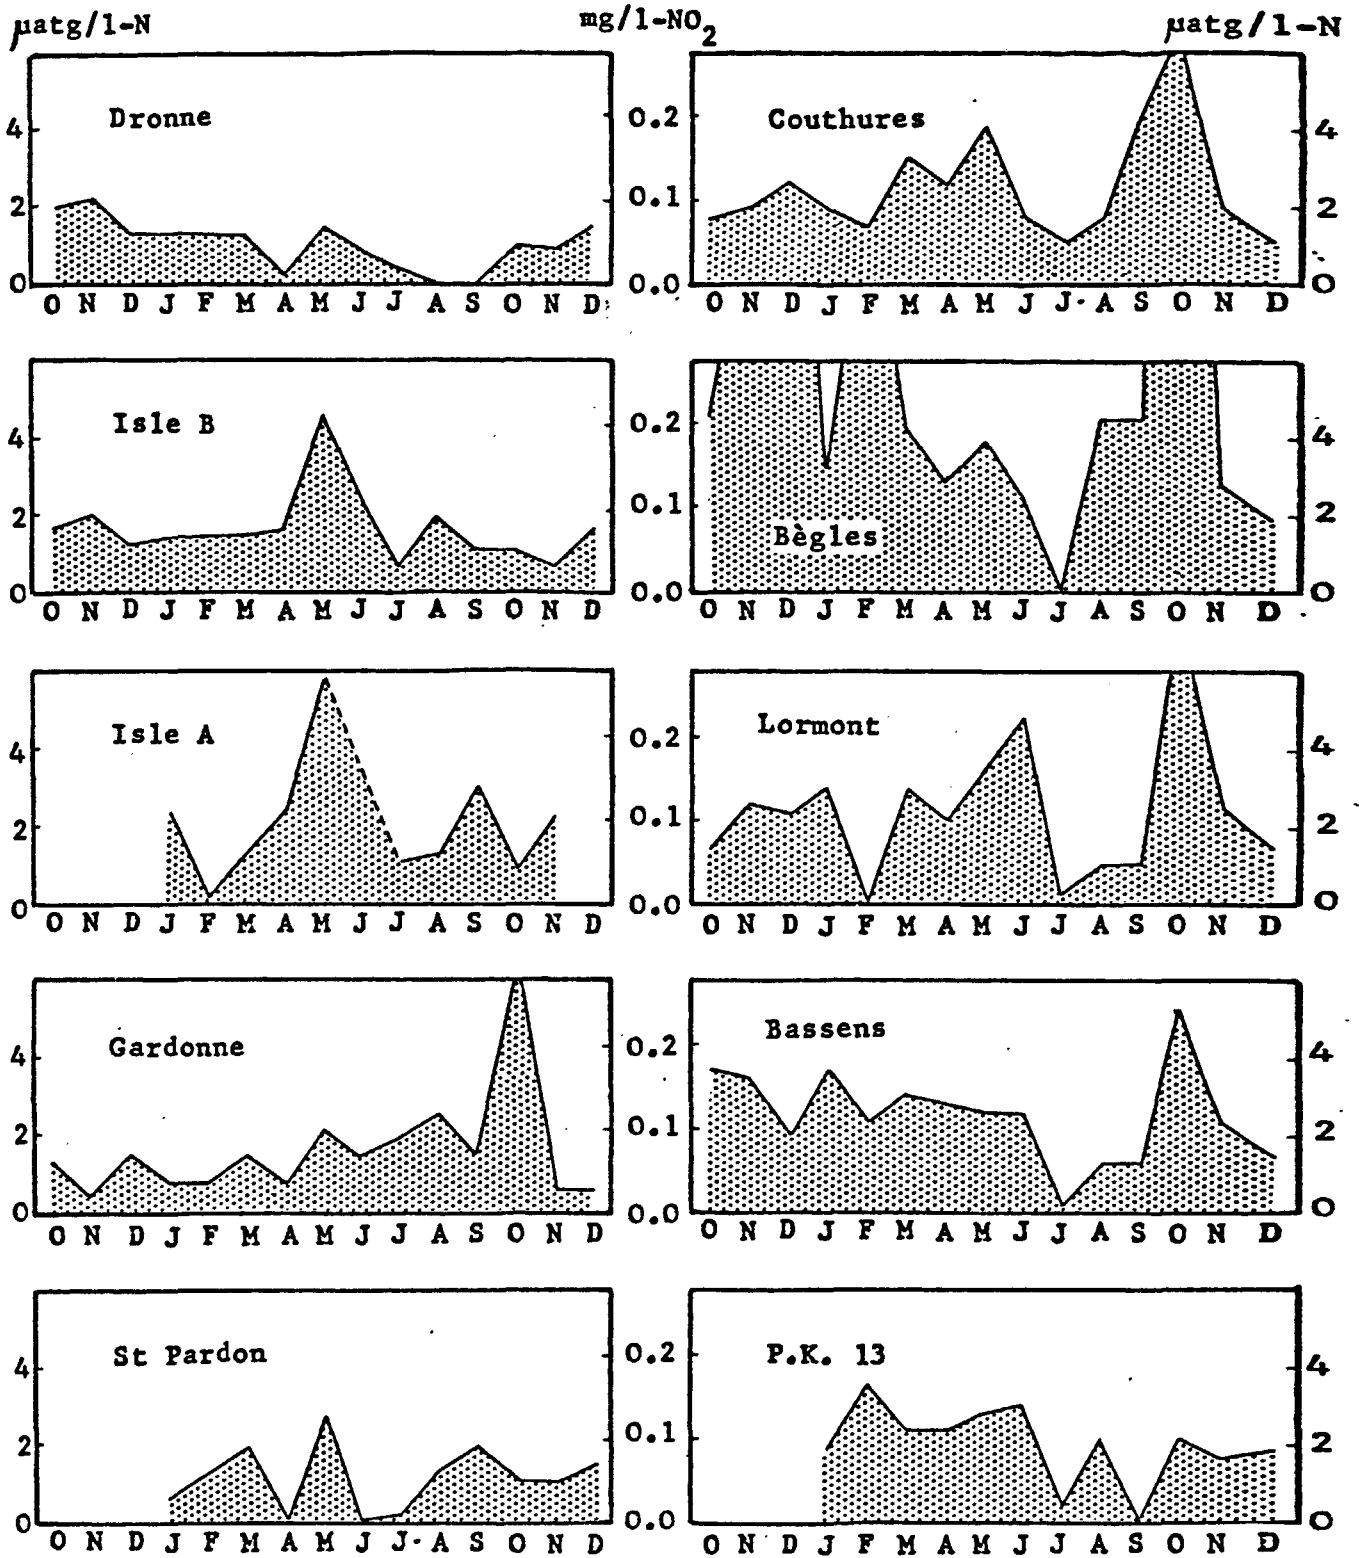 µatg/l-N mg/l-NO2 µatg/l-N
Dronne
4
2
0
O N D J F M A M J J A S O N D
0.2
0.1
0.0
Couthures
4
2
0
O N D J F M A M J J A S O N D
Isle B
4
2
0
O N D J F M A M J J A S O N D
0.2
0.1
0.0
Bègles
4
2
0
O N D J F M A M J J A S O N D
Isle A
4
2
0
O N D J F M A M J J A S O N D
0.2
0.1
0.0
Lormont
4
2
0
O N D J F M A M J J A S O N D
Gardonne
4
2
0
O N D J F M A M J J A S O N D
0.2
0.1
0.0
Bassens
4
2
0
O N D J F M A M J J A S O N D
St Pardon
4
2
0
O N D J F M A M J J A S O N D
0.2
0.1
0.0
P.K. 13
4
2
0
O N D J F M A M J J A S O N D